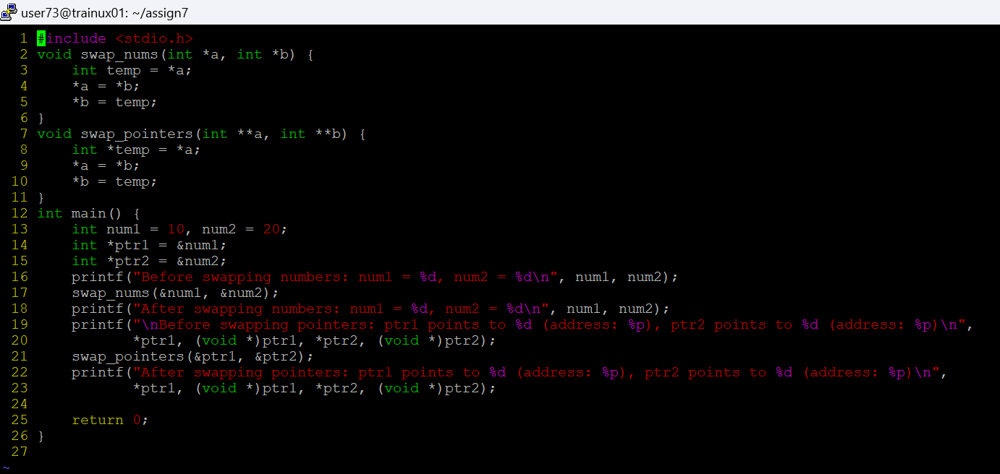 user73@trainux01: ~/assign7
1 #include <stdio.h>
2 void swap_nums(int *a, int *b) {
3     int temp = *a;
4     *a = *b;
5     *b = temp;
6 }
7 void swap_pointers(int **a, int **b) {
8     int *temp = *a;
9     *a = *b;
10     *b = temp;
11 }
12 int main() {
13     int num1 = 10, num2 = 20;
14     int *ptr1 = &num1;
15     int *ptr2 = &num2;
16     printf("Before swapping numbers: num1 = %d, num2 = %d\n", num1, num2);
17     swap_nums(&num1, &num2);
18     printf("After swapping numbers: num1 = %d, num2 = %d\n", num1, num2);
19     printf("\nBefore swapping pointers: ptr1 points to %d (address: %p), ptr2 points to %d (address: %p)\n",
20            *ptr1, (void *)ptr1, *ptr2, (void *)ptr2);
21     swap_pointers(&ptr1, &ptr2);
22     printf("After swapping pointers: ptr1 points to %d (address: %p), ptr2 points to %d (address: %p)\n",
23            *ptr1, (void *)ptr1, *ptr2, (void *)ptr2);
24
25     return 0;
26 }
27
~